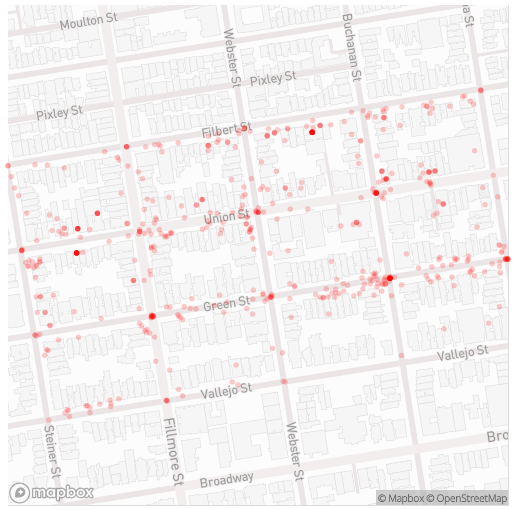 Moulton St
Webster St
Buchanan St
Pixley St
Pixley St
Filbert St
Union St
Green St
Vallejo St
Vallejo St
Steiner St
Fillmore St
Webster St
Broadway
mapbox
© Mapbox © OpenStreetMap